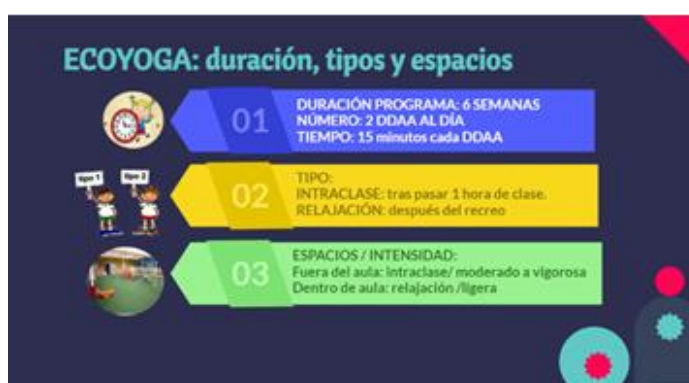 ECOYOGA: duración, tipos y espacios
01
DURACIÓN PROGRAMA: 6 SEMANAS
NÚMERO: 2 DDAA AL DÍA
TIEMPO: 15 minutos cada DDAA
tipo 1
tipo 2
02
TIPO:
INTRACLASE: tras pasar 1 hora de clase.
RELAJACIÓN: después del recreo
03
ESPACIOS / INTENSIDAD:
Fuera del aula: intraclase/ moderado a vigorosa
Dentro de aula: relajación /ligera